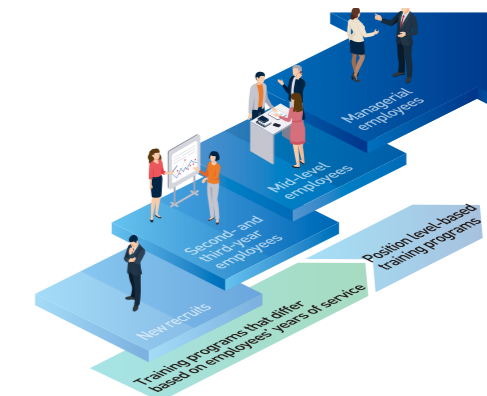 Managerial
employees
Mid-level
employees
Second- and
third-year
employees
New recruits
Position level-based
training programs
Training programs that differ
based on employees' years of service